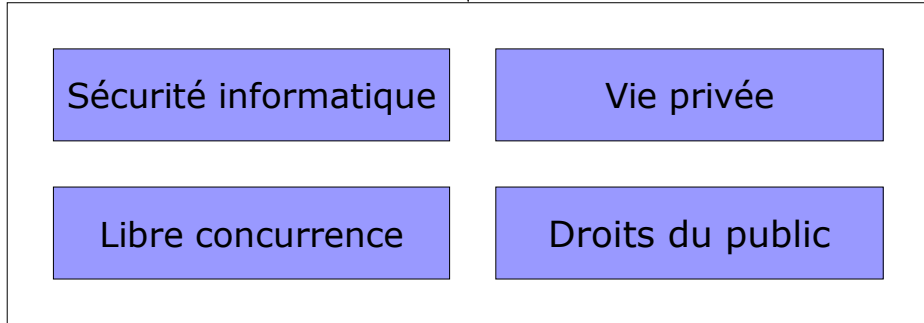 Sécurité informatique
Vie privée
Libre concurrence
Droits du public